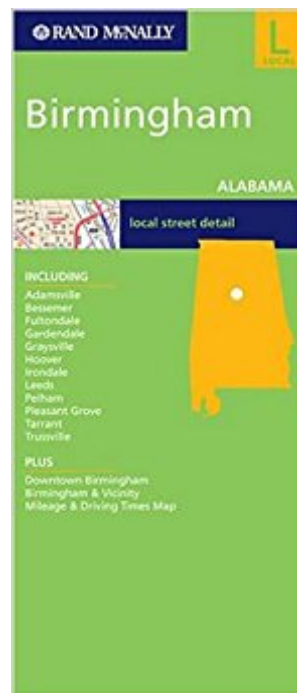 RAND McNALLY
L
LOCAL
Birmingham
ALABAMA
local street detail
INCLUDING
Adamsville
Bessemer
Fultondale
Gardendale
Graysville
Hoover
Irondale
Leeds
Pelham
Pleasant Grove
Tarrant
Trussville
PLUS
Downtown Birmingham
Birmingham & Vicinity
Mileage & Driving Times Map